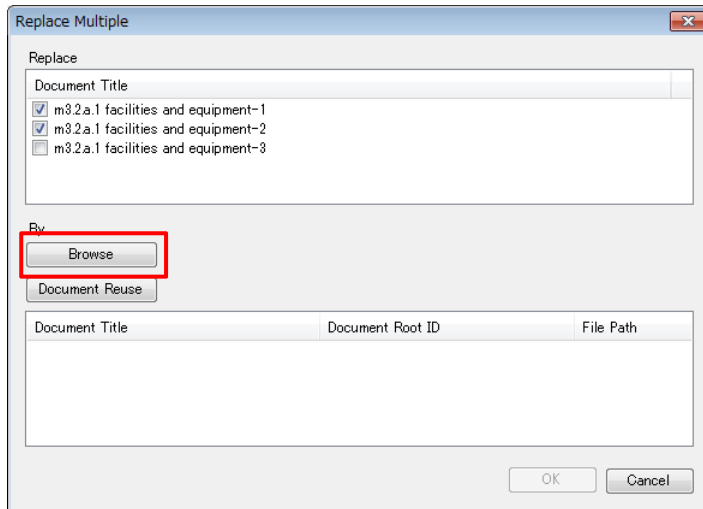 Replace Multiple
Replace
Document Title
m3.2.a.1 facilities and equipment-1
m3.2.a.1 facilities and equipment-2
m3.2.a.1 facilities and equipment-3
By
Browse
Document Reuse
Document Title Document Root ID File Path
OK Cancel